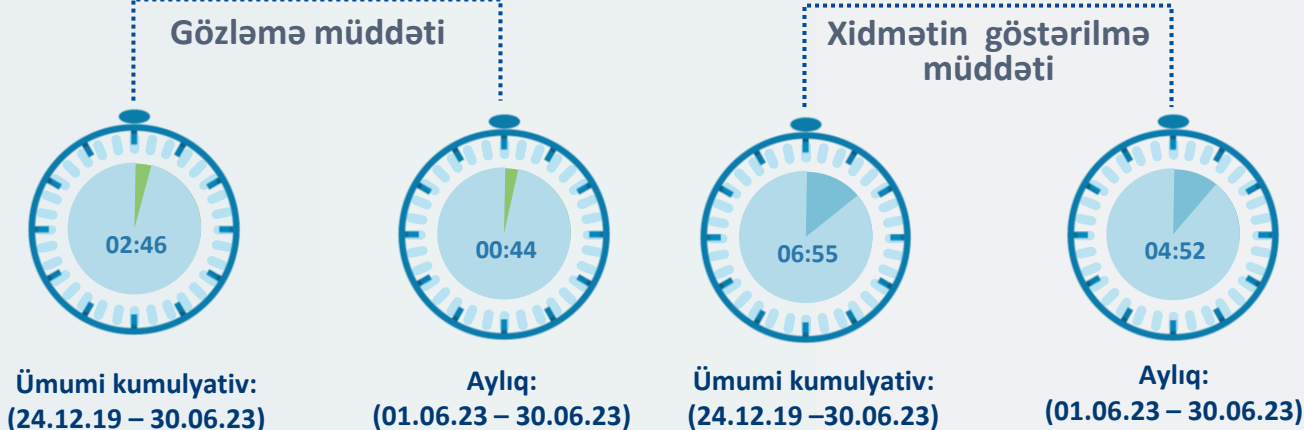 Gözləmə müddəti
02:46
00:44
Ümumi kumulyativ:
(24.12.19 – 30.06.23)
Aylıq:
(01.06.23 – 30.06.23)
Xidmətin göstərilmə
müddəti
06:55
04:52
Ümumi kumulyativ:
(24.12.19 –30.06.23)
Aylıq:
(01.06.23 – 30.06.23)